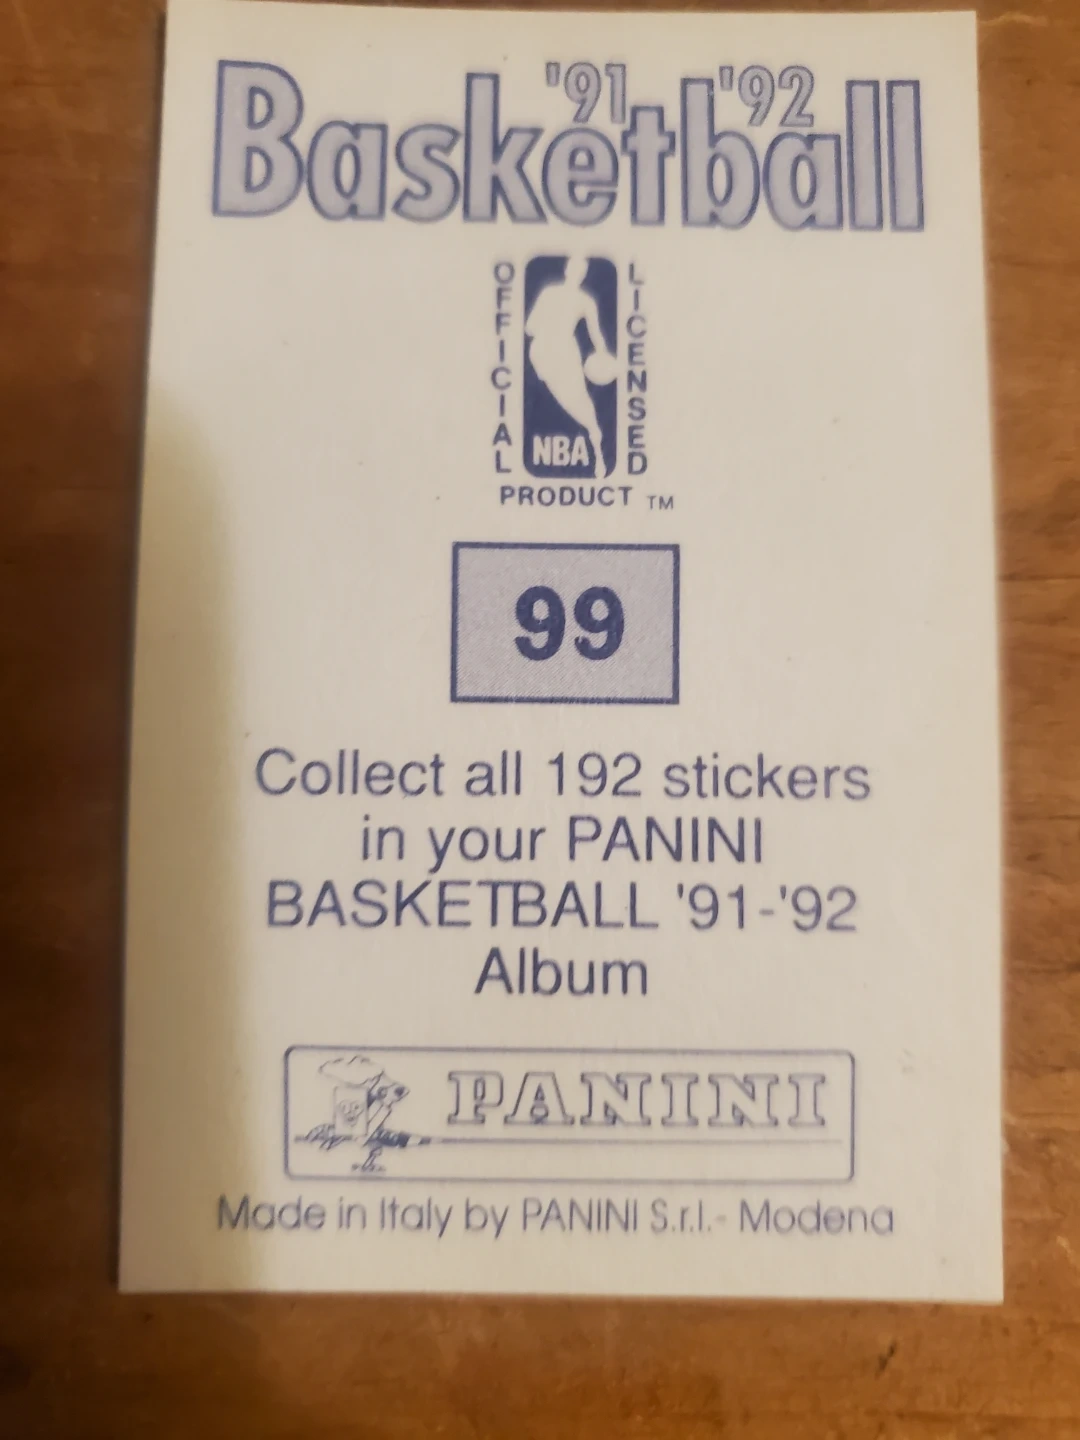 '91 '92
Basketball
OFFICIAL
LICENSED
NBA
PRODUCT TM
99
Collect all 192 stickers
in your PANINI
BASKETBALL '91-'92
Album
PANINI
Made in Italy by PANINI S.r.l.- Modena